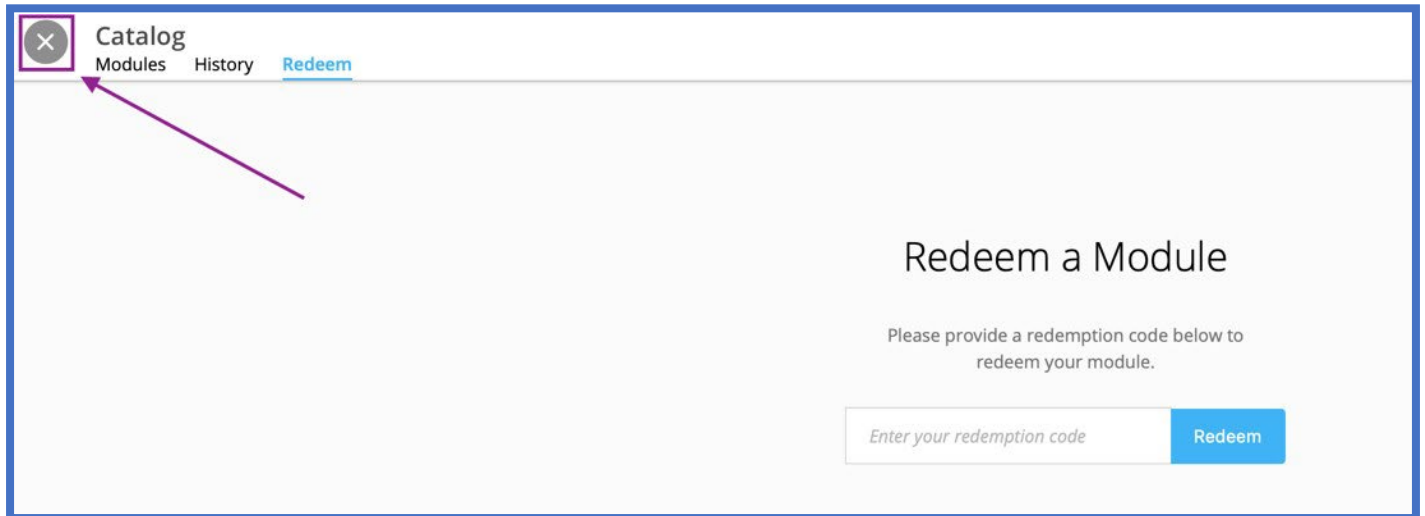 Catalog
Modules History Redeem
Redeem a Module
Please provide a redemption code below to
redeem your module.
Enter your redemption code Redeem